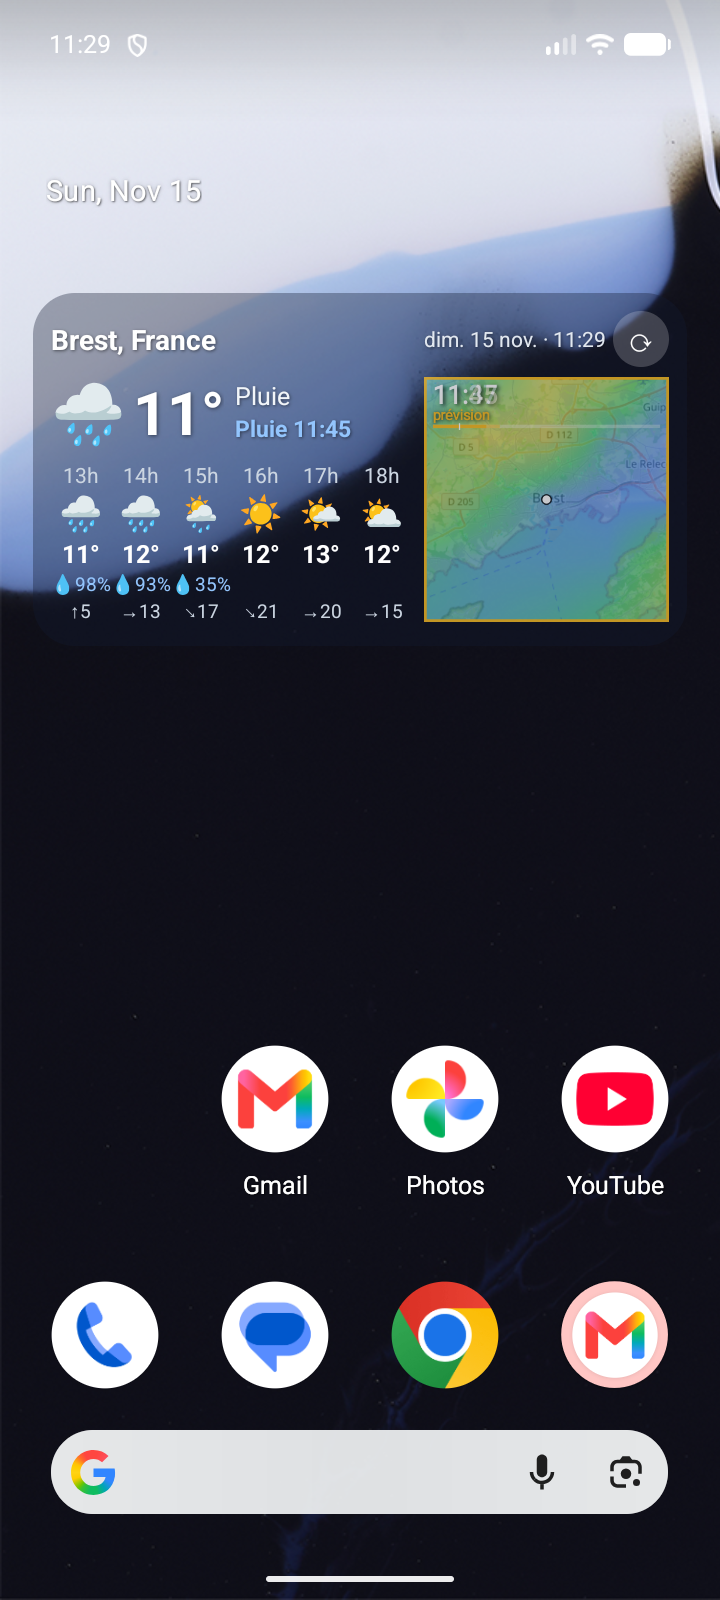 11:29
Sun, Nov 15
Brest, France
dim. 15 nov. · 11:29
11° Pluie
Pluie 11:45
13h 14h 15h 16h 17h 18h
11° 12° 11° 12° 13° 12°
98% 93% 35%
↑5 →13 ↘17 ↘21 →20 →15
prévision
Guip
D 112
D 5
Le Relec
D 205
Gmail Photos YouTube